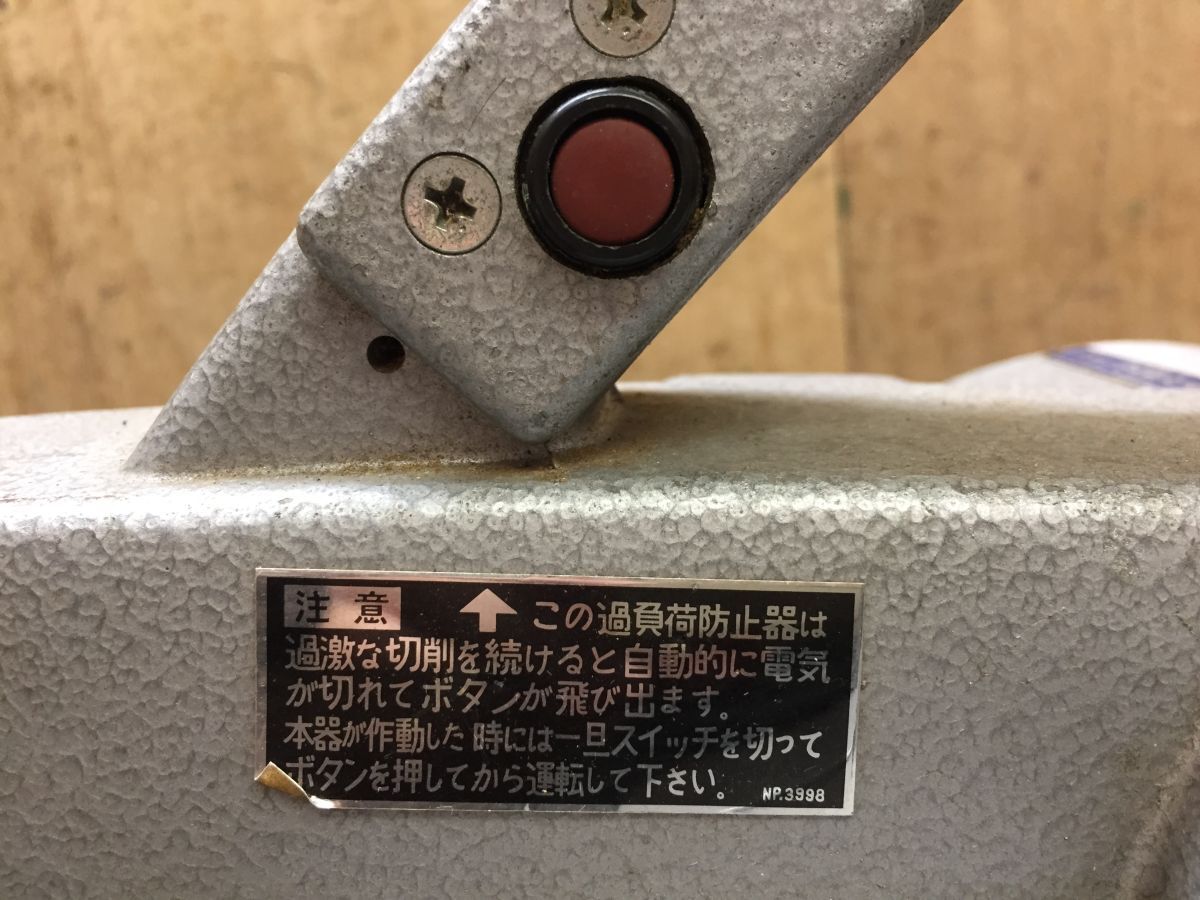 注意 ↑ この過負荷防止器は
過激な切削を続けると自動的に電気
が切れてボタンが飛び出ます。
本器が作動した時には一旦スイッチを切って
ボタンを押してから運転して下さい。 NP.3998